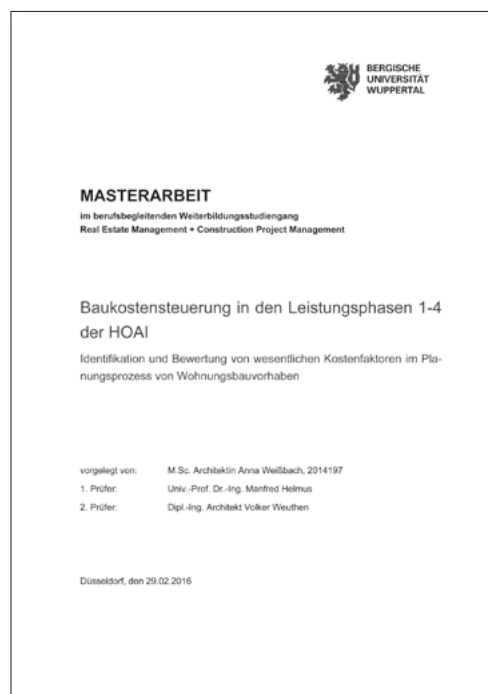 BERGISCHE
UNIVERSITÄT
WUPPERTAL
MASTERARBEIT
im berufsbegleitenden Weiterbildungsstudiengang
Real Estate Management + Construction Project Management
Baukostensteuerung in den Leistungsphasen 1-4
der HOAI
Identifikation und Bewertung von wesentlichen Kostenfaktoren im Pla-
nungsprozess von Wohnungsbauvorhaben
vorgelegt von: M.Sc. Architektin Anna Weißbach, 2014197
1. Prüfer: Univ.-Prof. Dr.-Ing. Manfred Helmus
2. Prüfer: Dipl.-Ing. Architekt Volker Weuthen
Düsseldorf, den 29.02.2016